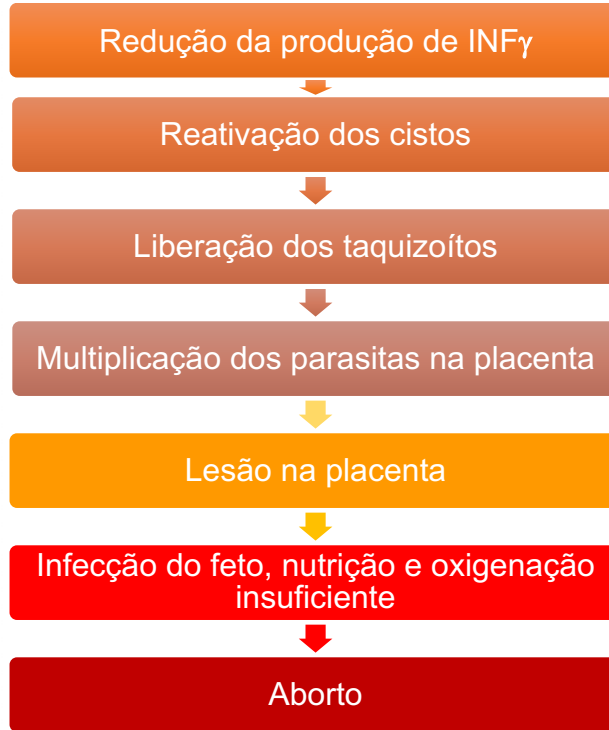 Redução da produção de INFγ
Reativação dos cistos
Liberação dos taquizoítos
Multiplicação dos parasitas na placenta
Lesão na placenta
Infecção do feto, nutrição e oxigenação
insuficiente
Aborto